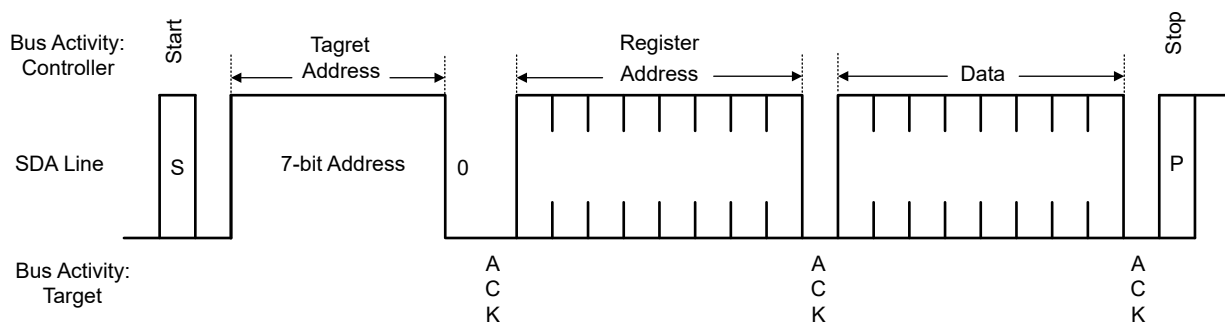 Bus Activity:
Controller
Start
Tagret
Address
Register
Address
Data
Stop
SDA Line
S
7-bit Address
0
P
Bus Activity:
Target
A
C
K
A
C
K
A
C
K